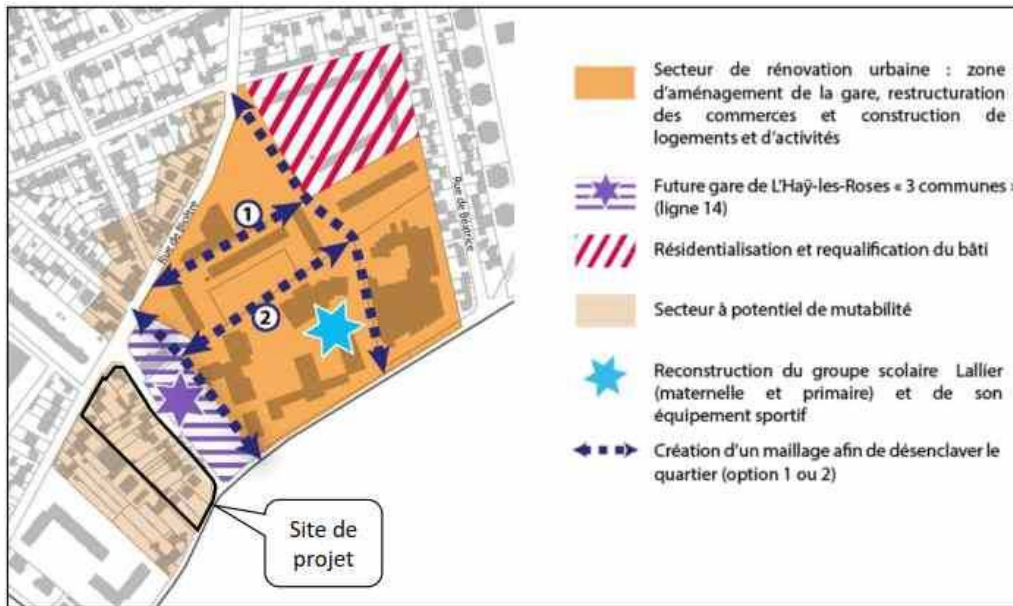 Rue de Bicêtre
Rue de Béatrice
1
2
Site de
projet
Secteur de rénovation urbaine : zone
d'aménagement de la gare, restructuration
des commerces et construction de
logements et d'activités
Future gare de L'Haÿ-les-Roses « 3 communes »
(ligne 14)
Résidentialisation et requalification du bâti
Secteur à potentiel de mutabilité
Reconstruction du groupe scolaire Lallier
(maternelle et primaire) et de son
équipement sportif
Création d'un maillage afin de désenclaver le
quartier (option 1 ou 2)